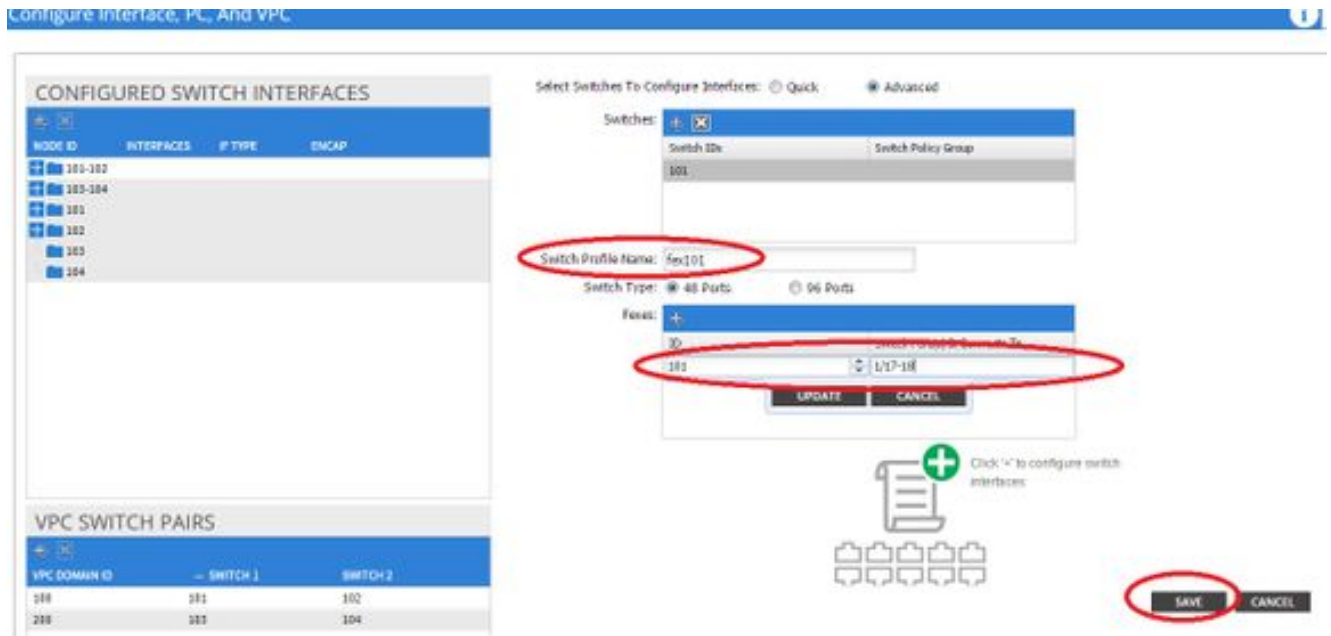 Configure Interface, PC, And VPC
i
CONFIGURED SWITCH INTERFACES
NODE ID INTERFACES IF TYPE ENCAP
101-102
103-104
101
102
103
104
VPC SWITCH PAIRS
VPC DOMAIN ID SWITCH 1 SWITCH 2
100 101 102
200 103 104
Select Switches To Configure Interfaces: Quick Advanced
Switches:
Switch IDs Switch Policy Group
101
Switch Profile Name: fex101
Switch Type: 48 Ports 96 Ports
Fexes:
ID
101 1/17-18
UPDATE CANCEL
Click '+' to configure switch
interfaces
SAVE CANCEL